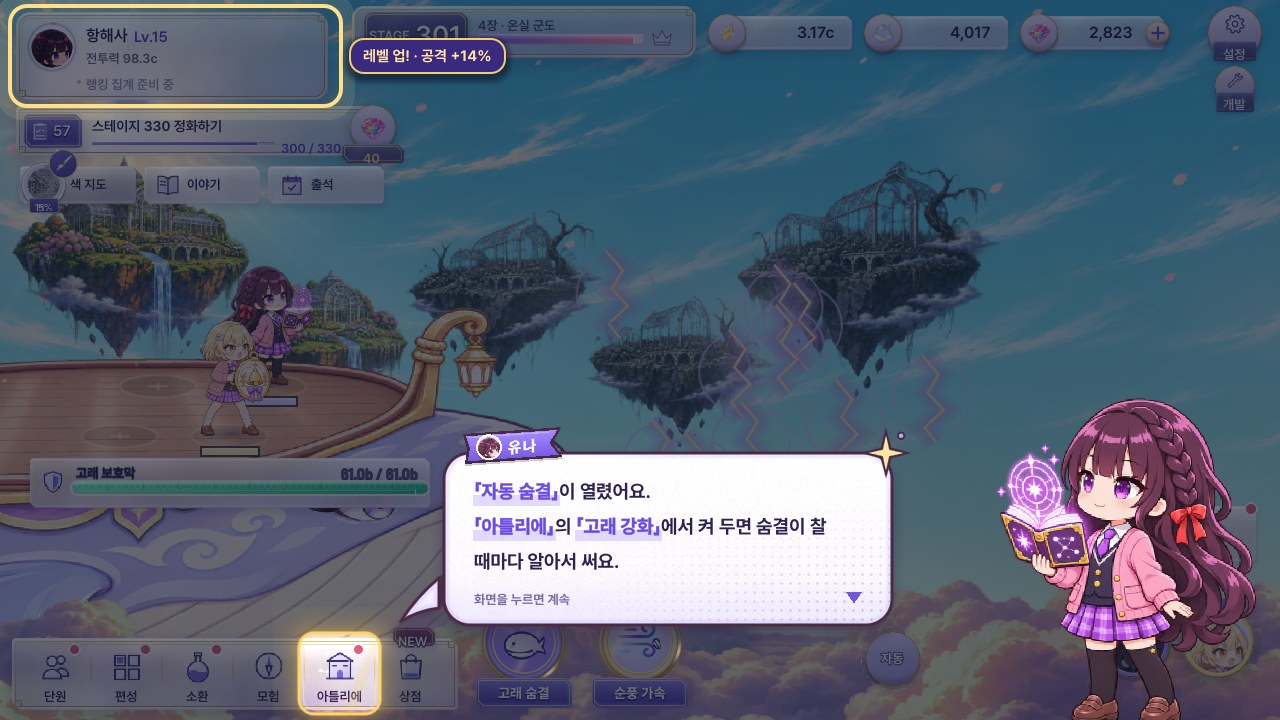 항해사 Lv.15
전투력 98.3c
* 랭킹 집계 준비 중
STAGE 301
4장 · 온실 군도
레벨 업! · 공격 +14%
3.17c
4,017
2,823
설정
개발
57
스테이지 330 정화하기
300 / 330
40
색 지도
15%
이야기
출석
고래 보호막
61.0b / 61.0b
유나
『자동 숨결』이 열렸어요.
『아틀리에』의 『고래 강화』에서 켜 두면 숨결이 찰
때마다 알아서 써요.
화면을 누르면 계속
단원
편성
소환
모험
아틀리에
NEW
상점
고래 숨결
순풍 가속
자동